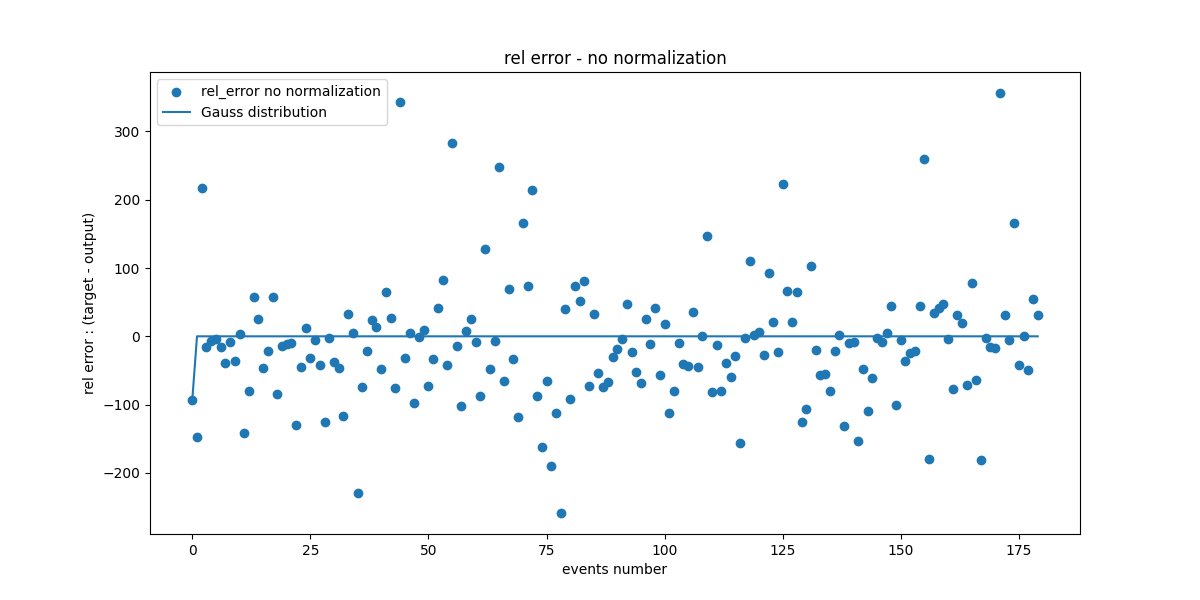 rel error - no normalization
rel_error no normalization
Gauss distribution
rel error : (target - output)
300
200
100
0
−100
−200
0 25 50 75 100 125 150 175
events number